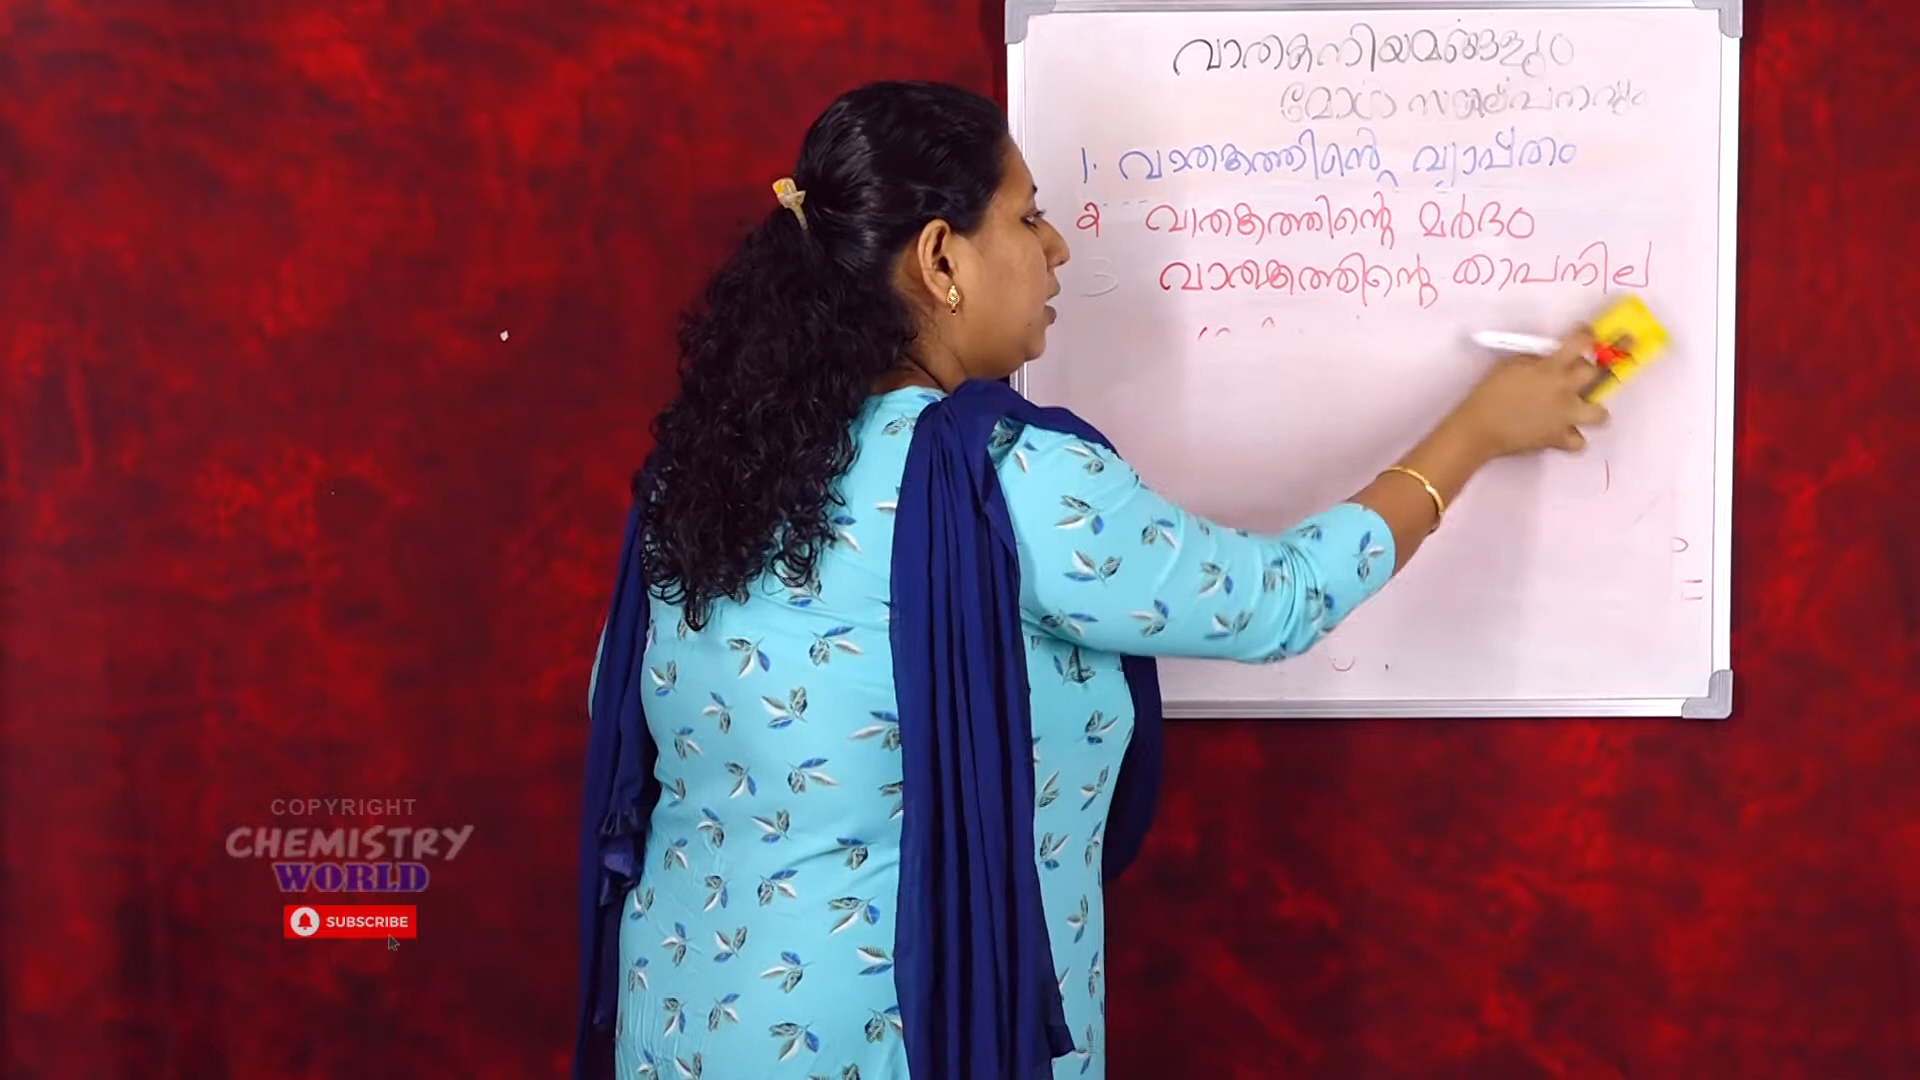 വാതകനിയമങ്ങളും
മോൾ സങ്കല്പനവും
1. വാതകത്തിന്റെ വ്യാപ്തം
2 വാതകത്തിന്റെ മർദം
3 വാതകത്തിന്റെ താപനില
COPYRIGHT
CHEMISTRY
WORLD
SUBSCRIBE